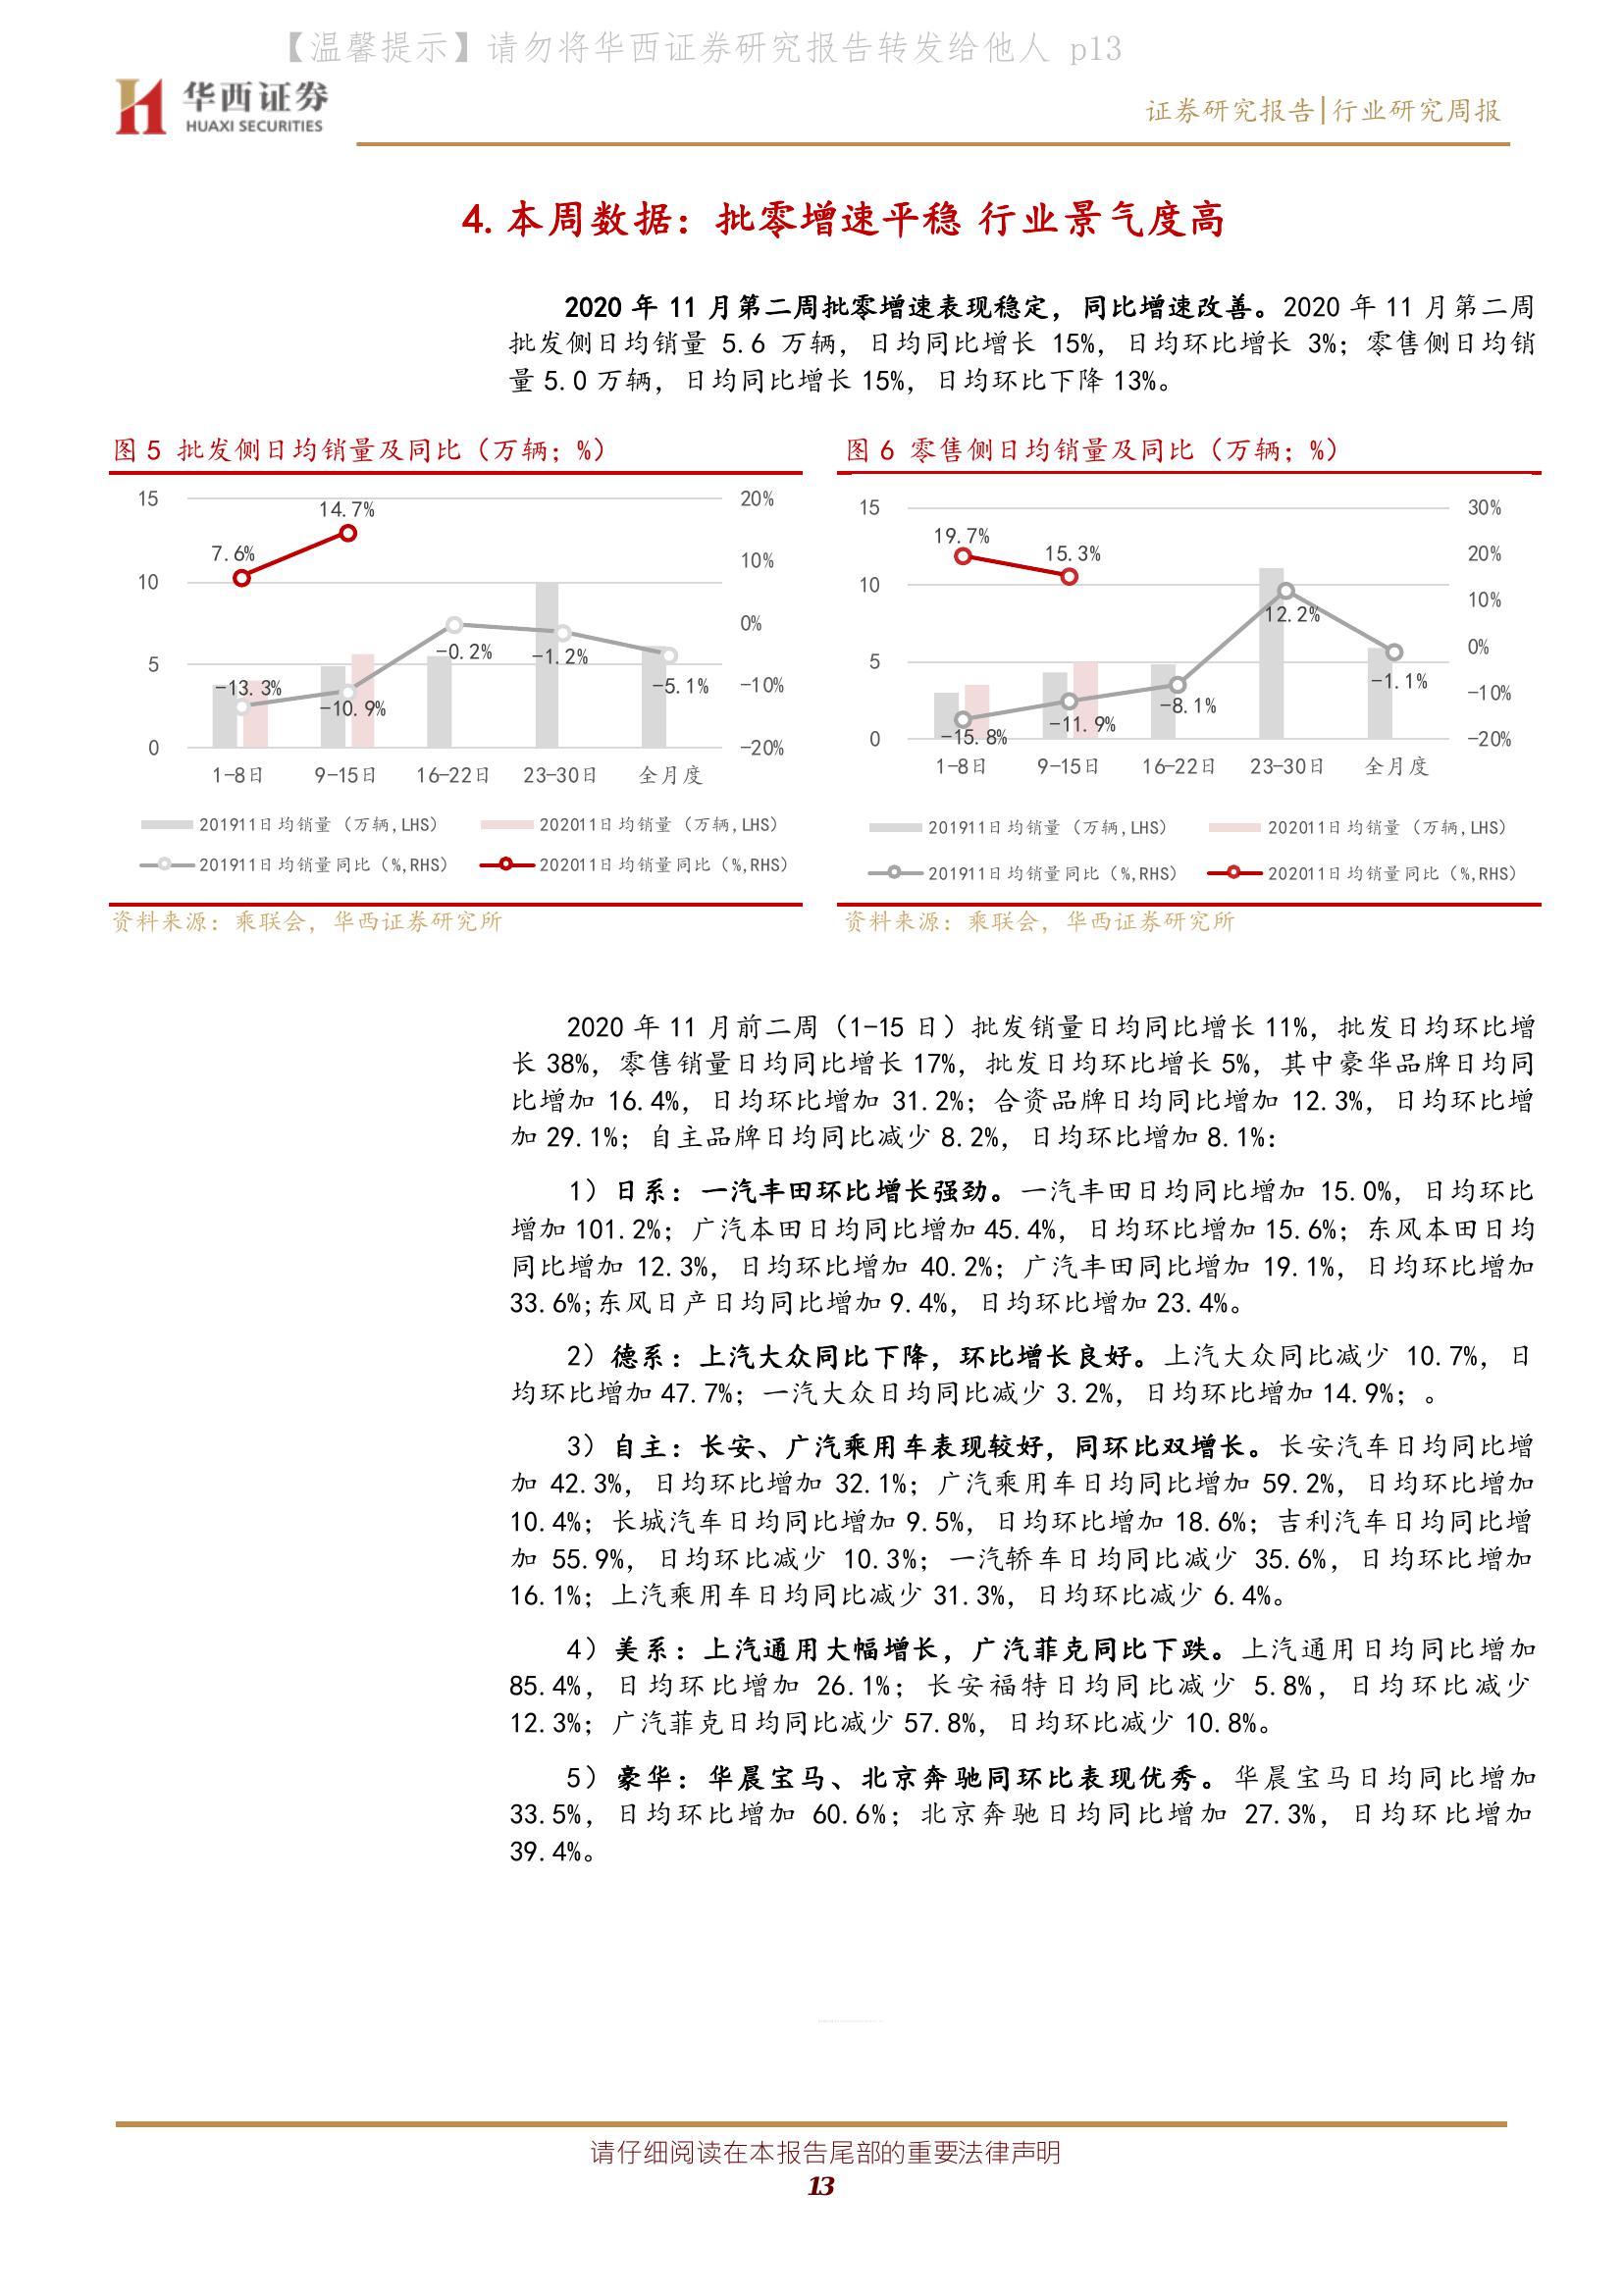 【温馨提示】请勿将华西证券研究报告转发给他人 p13
华西证券
HUAXI SECURITIES
证券研究报告|行业研究周报
4. 本周数据：批零增速平稳 行业景气度高
2020 年 11 月第二周批零增速表现稳定，同比增速改善。2020 年 11 月第二周
批发侧日均销量 5.6 万辆，日均同比增长 15%，日均环比增长 3%；零售侧日均销
量 5.0 万辆，日均同比增长 15%，日均环比下降 13%。
图 5 批发侧日均销量及同比（万辆；%）
15
10
5
0
20%
10%
0%
-10%
-20%
7.6%
14.7%
-13.3%
-10.9%
-0.2%
-1.2%
-5.1%
1-8日
9-15日
16-22日
23-30日
全月度
201911日均销量（万辆,LHS）
202011日均销量（万辆,LHS）
201911日均销量同比（%,RHS）
202011日均销量同比（%,RHS）
资料来源：乘联会，华西证券研究所
图 6 零售侧日均销量及同比（万辆；%）
15
10
5
0
30%
20%
10%
0%
-10%
-20%
19.7%
15.3%
-15.8%
-11.9%
-8.1%
12.2%
-1.1%
1-8日
9-15日
16-22日
23-30日
全月度
201911日均销量（万辆,LHS）
202011日均销量（万辆,LHS）
201911日均销量同比（%,RHS）
202011日均销量同比（%,RHS）
资料来源：乘联会，华西证券研究所
2020 年 11 月前二周（1-15 日）批发销量日均同比增长 11%，批发日均环比增
长 38%，零售销量日均同比增长 17%，批发日均环比增长 5%，其中豪华品牌日均同
比增加 16.4%，日均环比增加 31.2%；合资品牌日均同比增加 12.3%，日均环比增
加 29.1%；自主品牌日均同比减少 8.2%，日均环比增加 8.1%：
1）日系：一汽丰田环比增长强劲。一汽丰田日均同比增加 15.0%，日均环比
增加 101.2%；广汽本田日均同比增加 45.4%，日均环比增加 15.6%；东风本田日均
同比增加 12.3%，日均环比增加 40.2%；广汽丰田同比增加 19.1%，日均环比增加
33.6%;东风日产日均同比增加 9.4%，日均环比增加 23.4%。
2）德系：上汽大众同比下降，环比增长良好。上汽大众同比减少 10.7%，日
均环比增加 47.7%；一汽大众日均同比减少 3.2%，日均环比增加 14.9%；。
3）自主：长安、广汽乘用车表现较好，同环比双增长。长安汽车日均同比增
加 42.3%，日均环比增加 32.1%；广汽乘用车日均同比增加 59.2%，日均环比增加
10.4%；长城汽车日均同比增加 9.5%，日均环比增加 18.6%；吉利汽车日均同比增
加 55.9%，日均环比减少 10.3%；一汽轿车日均同比减少 35.6%，日均环比增加
16.1%；上汽乘用车日均同比减少 31.3%，日均环比减少 6.4%。
4）美系：上汽通用大幅增长，广汽菲克同比下跌。上汽通用日均同比增加
85.4%，日均环比增加 26.1%；长安福特日均同比减少 5.8%，日均环比减少
12.3%；广汽菲克日均同比减少 57.8%，日均环比减少 10.8%。
5）豪华：华晨宝马、北京奔驰同环比表现优秀。华晨宝马日均同比增加
33.5%，日均环比增加 60.6%；北京奔驰日均同比增加 27.3%，日均环比增加
39.4%。
请仔细阅读在本报告尾部的重要法律声明
13